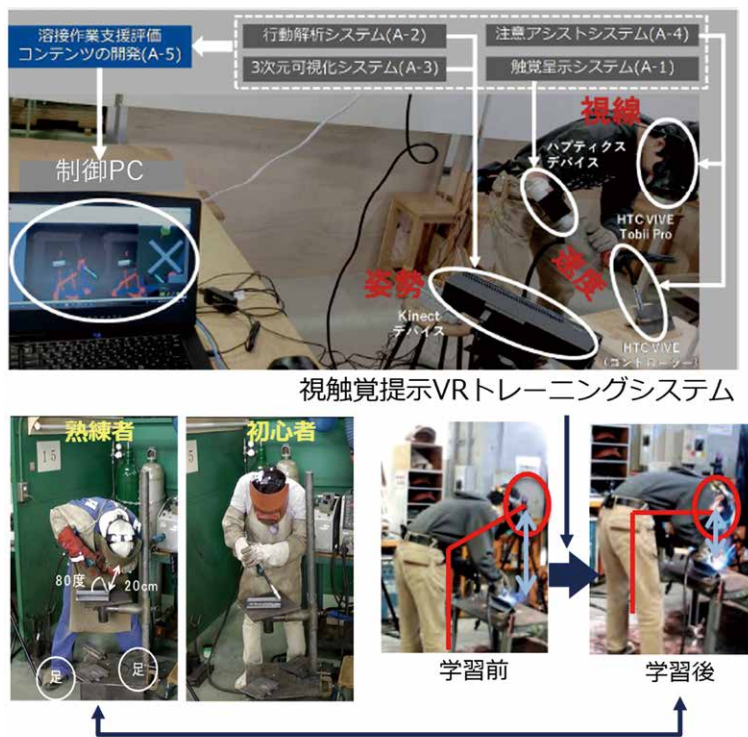 溶接作業支援評価
コンテンツの開発(A-5)
行動解析システム(A-2)
注意アシストシステム(A-4)
3次元可視化システム(A-3)
触覚呈示システム(A-1)
視線
ハプティクス
デバイス
制御PC
HTC VIVE
Tobii Pro
姿勢
速度
Kinect
デバイス
HTC VIVE
(コントローラー)
視触覚提示VRトレーニングシステム
熟練者
初心者
15
15
80度
20cm
足
足
学習前
学習後